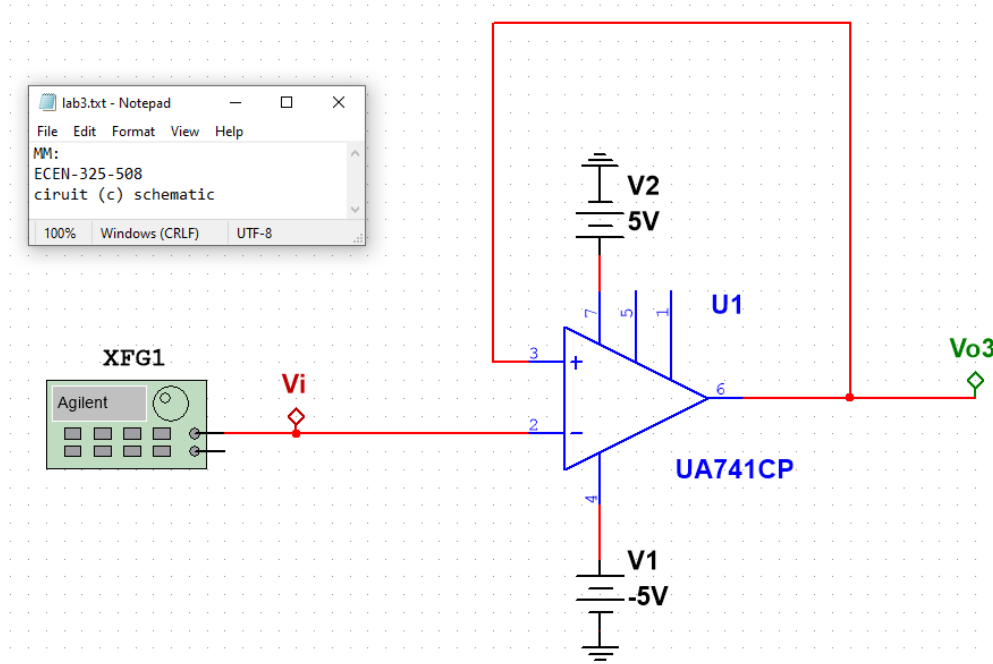 lab3.txt - Notepad
File Edit Format View Help
MM:
ECEN-325-508
ciruit (c) schematic
100% Windows (CRLF) UTF-8
V2
5V
U1
7
5
1
3
+
XFG1
Agilent
Vi
2
-
6
Vo3
UA741CP
4
V1
-5V